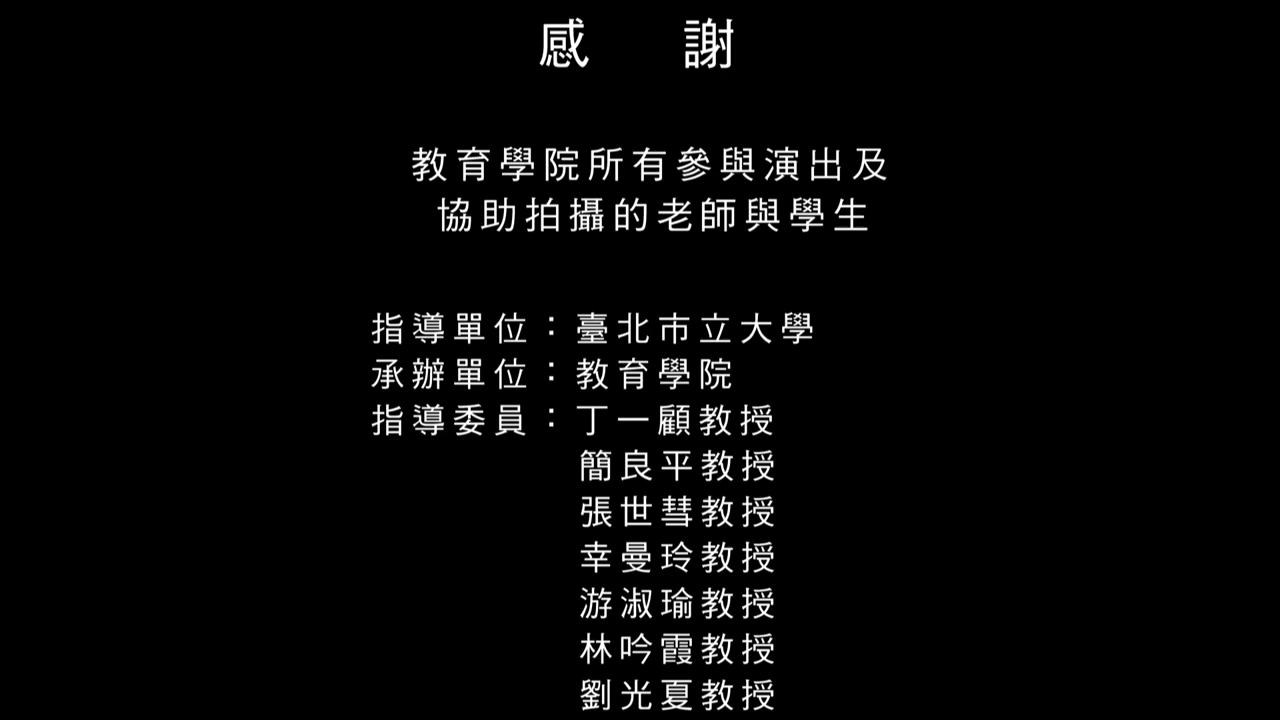 感 謝
教育學院所有參與演出及
協助拍攝的老師與學生
指導單位：臺北市立大學
承辦單位：教育學院
指導委員：丁一顧教授
簡良平教授
張世彗教授
幸曼玲教授
游淑瑜教授
林吟霞教授
劉光夏教授